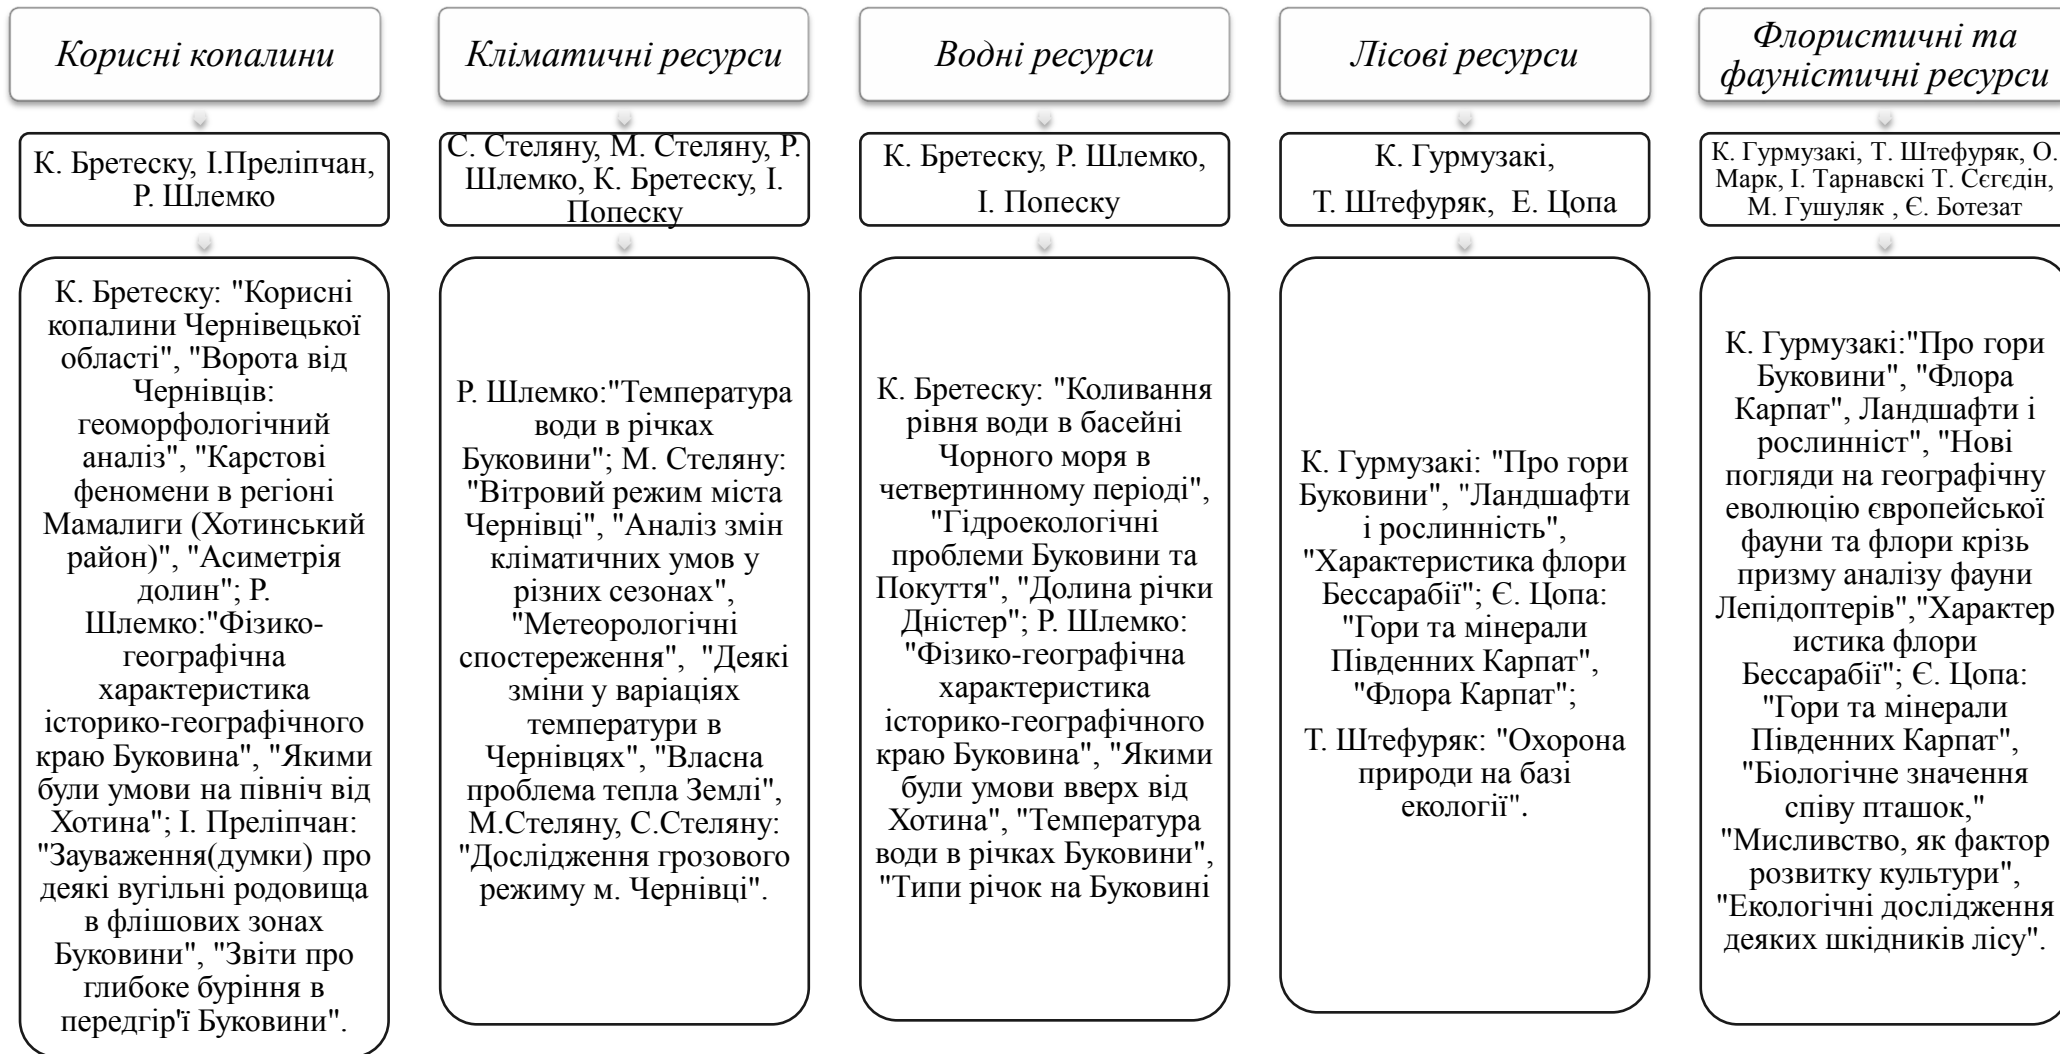 Корисні копалини
К. Бретеску, І.Преліпчан,
Р. Шлемко
К. Бретеску: "Корисні
копалини Чернівецької
області", "Ворота від
Чернівців:
геоморфологічний
аналіз", "Карстові
феномени в регіоні
Мамалиги (Хотинський
район)", "Асиметрія
долин"; Р.
Шлемко:"Фізико-
географічна
характеристика
історико-географічного
краю Буковина", "Якими
були умови на північ від
Хотина"; І. Преліпчан:
"Зауваження(думки) про
деякі вугільні родовища
в флішових зонах
Буковини", "Звіти про
глибоке буріння в
передгір'ї Буковини".
Кліматичні ресурси
С. Стеляну, М. Стеляну, Р.
Шлемко, К. Бретеску, І.
Попеску
Р. Шлемко:"Температура
води в річках
Буковини"; М. Стеляну:
"Вітровий режим міста
Чернівці", "Аналіз змін
кліматичних умов у
різних сезонах",
"Метеорологічні
спостереження", "Деякі
зміни у варіаціях
температури в
Чернівцях", "Власна
проблема тепла Землі",
М.Стеляну, С.Стеляну:
"Дослідження грозового
режиму м. Чернівці".
Водні ресурси
К. Бретеску, Р. Шлемко,
І. Попеску
К. Бретеску: "Коливання
рівня води в басейні
Чорного моря в
четвертинному періоді",
"Гідроекологічні
проблеми Буковини та
Покуття", "Долина річки
Дністер"; Р. Шлемко:
"Фізико-географічна
характеристика
історико-географічного
краю Буковина", "Якими
були умови вверх від
Хотина", "Температура
води в річках Буковини",
"Типи річок на Буковині
Лісові ресурси
К. Гурмузакі,
Т. Штефуряк, Е. Цопа
К. Гурмузакі: "Про гори
Буковини", "Ландшафти
і рослинність",
"Характеристика флори
Бессарабії"; Є. Цопа:
"Гори та мінерали
Південних Карпат",
"Флора Карпат";
Т. Штефуряк: "Охорона
природи на базі
екології".
Флористичні та
фауністичні ресурси
К. Гурмузакі, Т. Штефуряк, О.
Марк, І. Тарнавскі Т. Сєгєдін,
М. Гушуляк , Є. Ботезат
К. Гурмузакі:"Про гори
Буковини", "Флора
Карпат", Ландшафти і
рослинніст", "Нові
погляди на географічну
еволюцію європейської
фауни та флори крізь
призму аналізу фауни
Лепідоптерів","Характер
истика флори
Бессарабії"; Є. Цопа:
"Гори та мінерали
Південних Карпат",
"Біологічне значення
співу пташок,"
"Мисливство, як фактор
розвитку культури",
"Екологічні дослідження
деяких шкідників лісу".